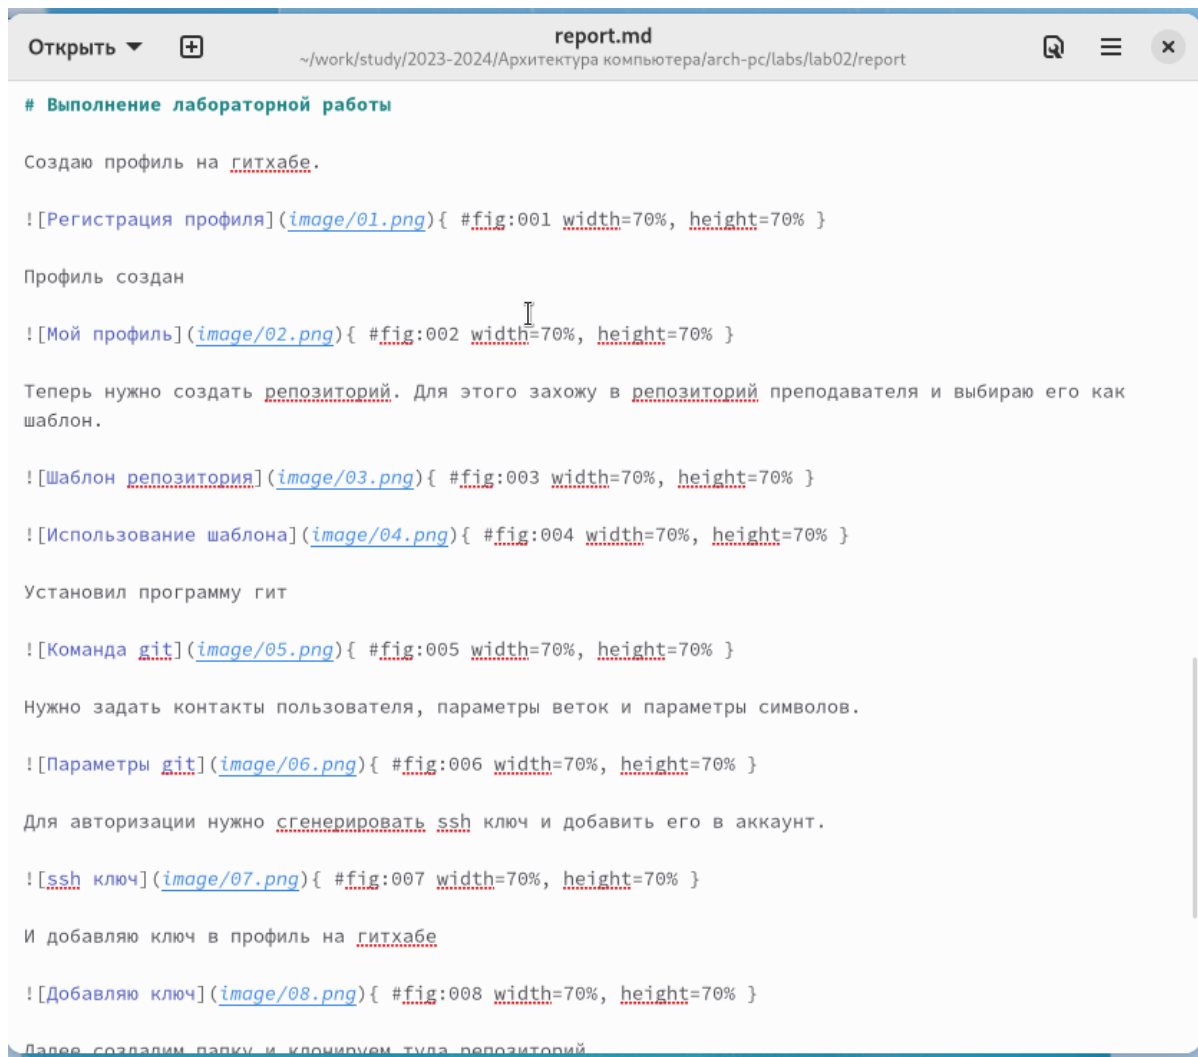 Открыть
report.md
~/work/study/2023-2024/Архитектура компьютера/arch-pc/labs/lab02/report
# Выполнение лабораторной работы
Создаю профиль на гитхабе.
![Регистрация профиля](image/01.png){ #fig:001 width=70%, height=70% }
Профиль создан
![Мой профиль](image/02.png){ #fig:002 width=70%, height=70% }
Теперь нужно создать репозиторий. Для этого захожу в репозиторий преподавателя и выбираю его как
шаблон.
![Шаблон репозитория](image/03.png){ #fig:003 width=70%, height=70% }
![Использование шаблона](image/04.png){ #fig:004 width=70%, height=70% }
Установил программу гит
![Команда git](image/05.png){ #fig:005 width=70%, height=70% }
Нужно задать контакты пользователя, параметры веток и параметры символов.
![Параметры git](image/06.png){ #fig:006 width=70%, height=70% }
Для авторизации нужно сгенерировать ssh ключ и добавить его в аккаунт.
![ssh ключ](image/07.png){ #fig:007 width=70%, height=70% }
И добавляю ключ в профиль на гитхабе
![Добавляю ключ](image/08.png){ #fig:008 width=70%, height=70% }
Далее создадим папку и клонируем туда репозиторий